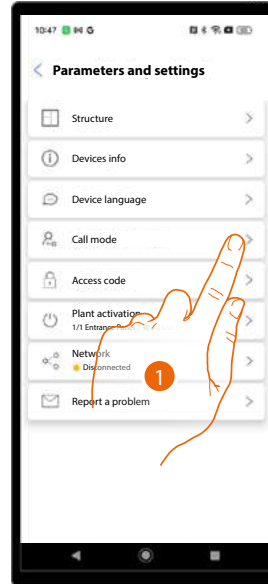 10:47
Parameters and settings
Structure
Devices info
Device language
Call mode
Access code
Plant activation
1/1 Entrance
Network
Disconnected
1
Report a problem